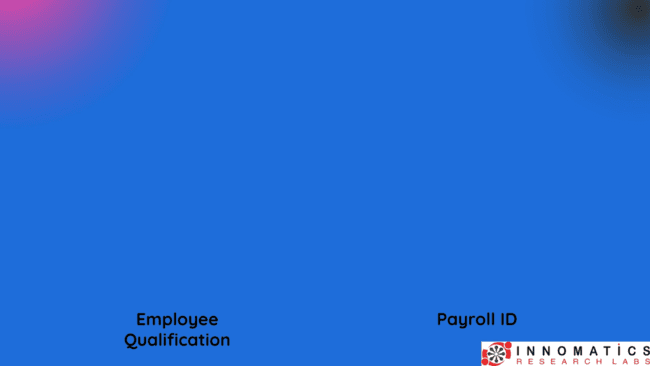 Employee
Qualification
Payroll ID
INNOMATICS
RESEARCH LABS